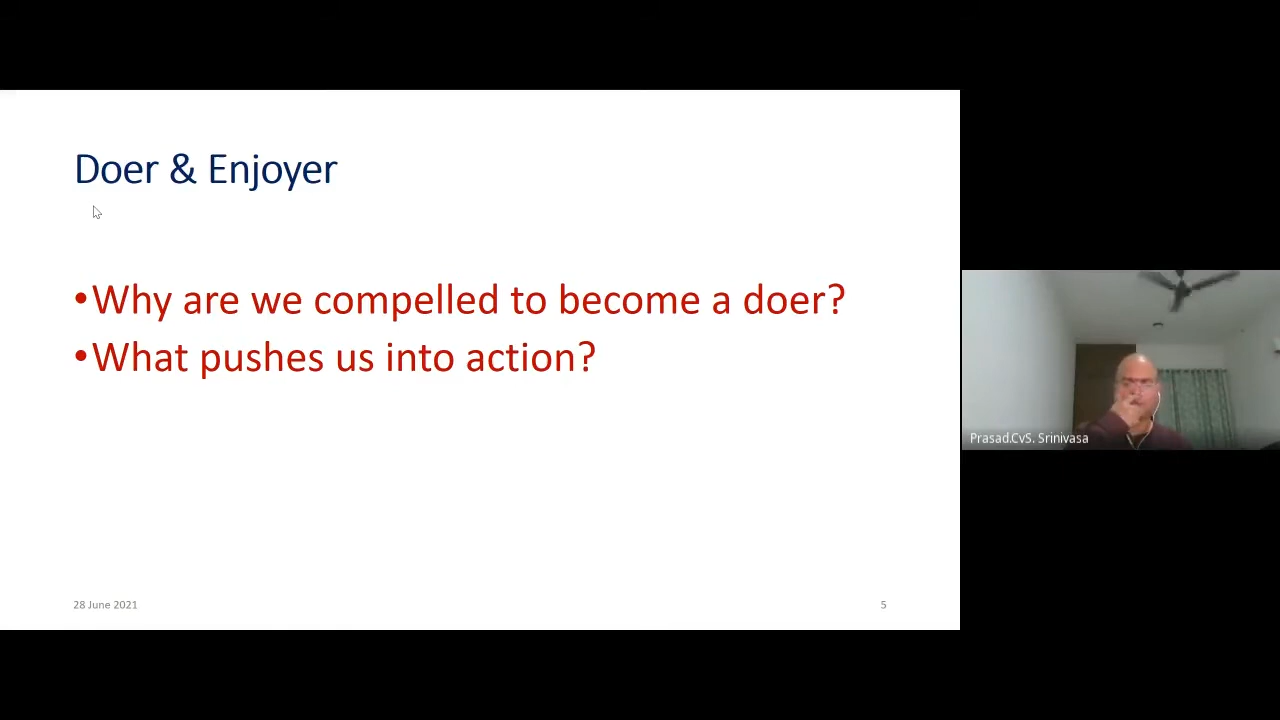 Doer & Enjoyer
•Why are we compelled to become a doer?
•What pushes us into action?
28 June 2021
5
Prasad.CvS. Srinivasa